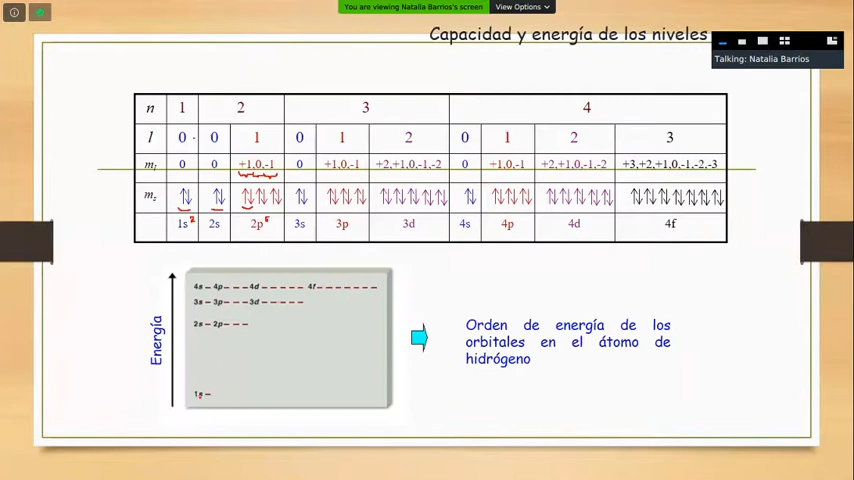 You are viewing Natalia Barrios's screen View Options
Capacidad y energía de los niveles
Talking: Natalia Barrios
n 1 2 3 4
l 0 0 1 0 1 2 0 1 2 3
ml 0 0 +1,0,-1 0 +1,0,-1 +2,+1,0,-1,-2 0 +1,0,-1 +2,+1,0,-1,-2 +3,+2,+1,0,-1,-2,-3
ms
1s 2s 2p 3s 3p 3d 4s 4p 4d 4f
4s 4p 4d 4f
3s 3p 3d
2s 2p
1s
Energía
Orden de energía de los
orbitales en el átomo de
hidrógeno